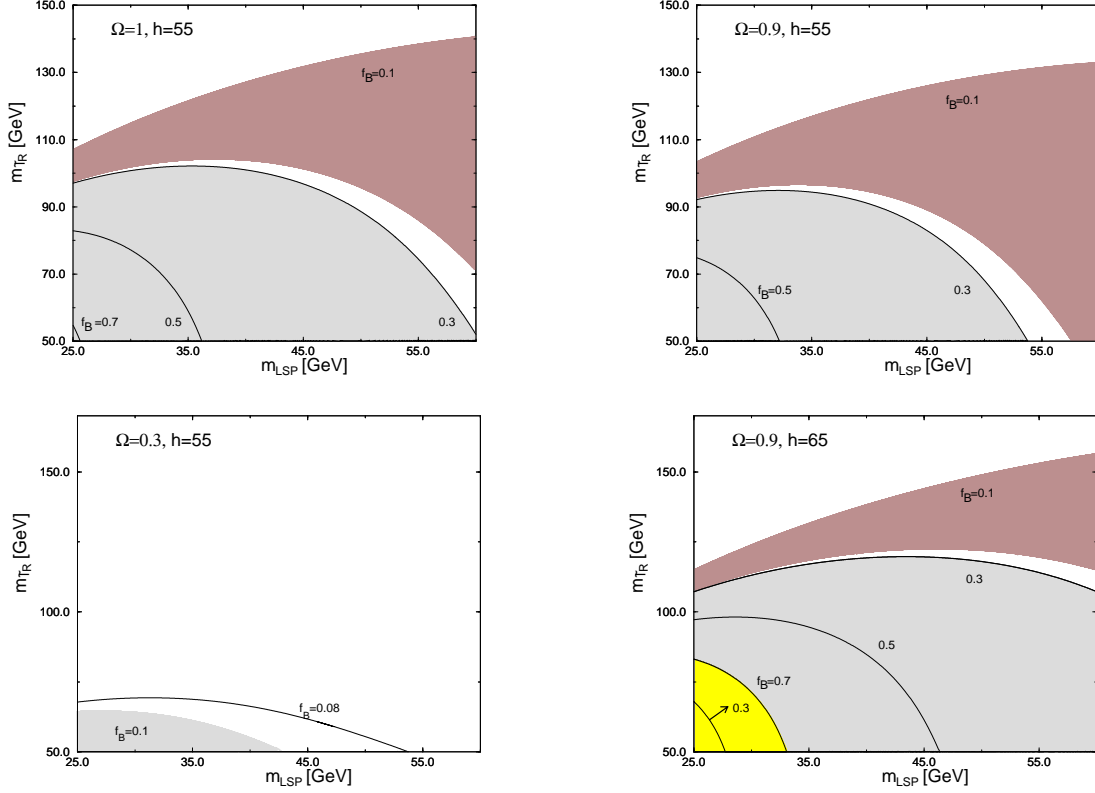 Ω=1, h=55
150.0
130.0
110.0
90.0
70.0
50.0
m_TR [GeV]
f_B=0.1
f_B=0.7
0.5
0.3
25.0
35.0
45.0
55.0
m_LSP [GeV]
Ω=0.9, h=55
150.0
130.0
110.0
90.0
70.0
50.0
m_TR [GeV]
f_B=0.1
f_B=0.5
0.3
25.0
35.0
45.0
55.0
m_LSP [GeV]
Ω=0.3, h=55
150.0
100.0
50.0
m_TR [GeV]
f_B=0.08
f_B=0.1
25.0
35.0
45.0
55.0
m_LSP [GeV]
Ω=0.9, h=65
150.0
100.0
50.0
m_TR [GeV]
f_B=0.1
0.3
0.5
f_B=0.7
0.3
25.0
35.0
45.0
55.0
m_LSP [GeV]